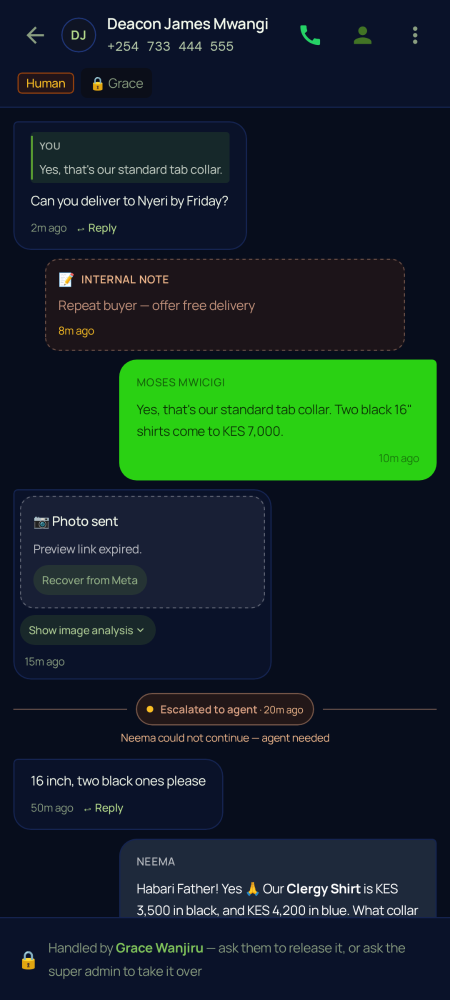 DJ
Deacon James Mwangi
+254 733 444 555
Human
🔒 Grace
YOU
Yes, that's our standard tab collar.
Can you deliver to Nyeri by Friday?
2m ago ↩ Reply
📝 INTERNAL NOTE
Repeat buyer — offer free delivery
8m ago
MOSES MWICIGI
Yes, that's our standard tab collar. Two black 16"
shirts come to KES 7,000.
10m ago
📷 Photo sent
Preview link expired.
Recover from Meta
Show image analysis
15m ago
Escalated to agent · 20m ago
Neema could not continue — agent needed
16 inch, two black ones please
50m ago ↩ Reply
NEEMA
Habari Father! Yes 🙏 Our Clergy Shirt is KES
3,500 in black, and KES 4,200 in blue. What collar
🔒 Handled by Grace Wanjiru — ask them to release it, or ask the
super admin to take it over